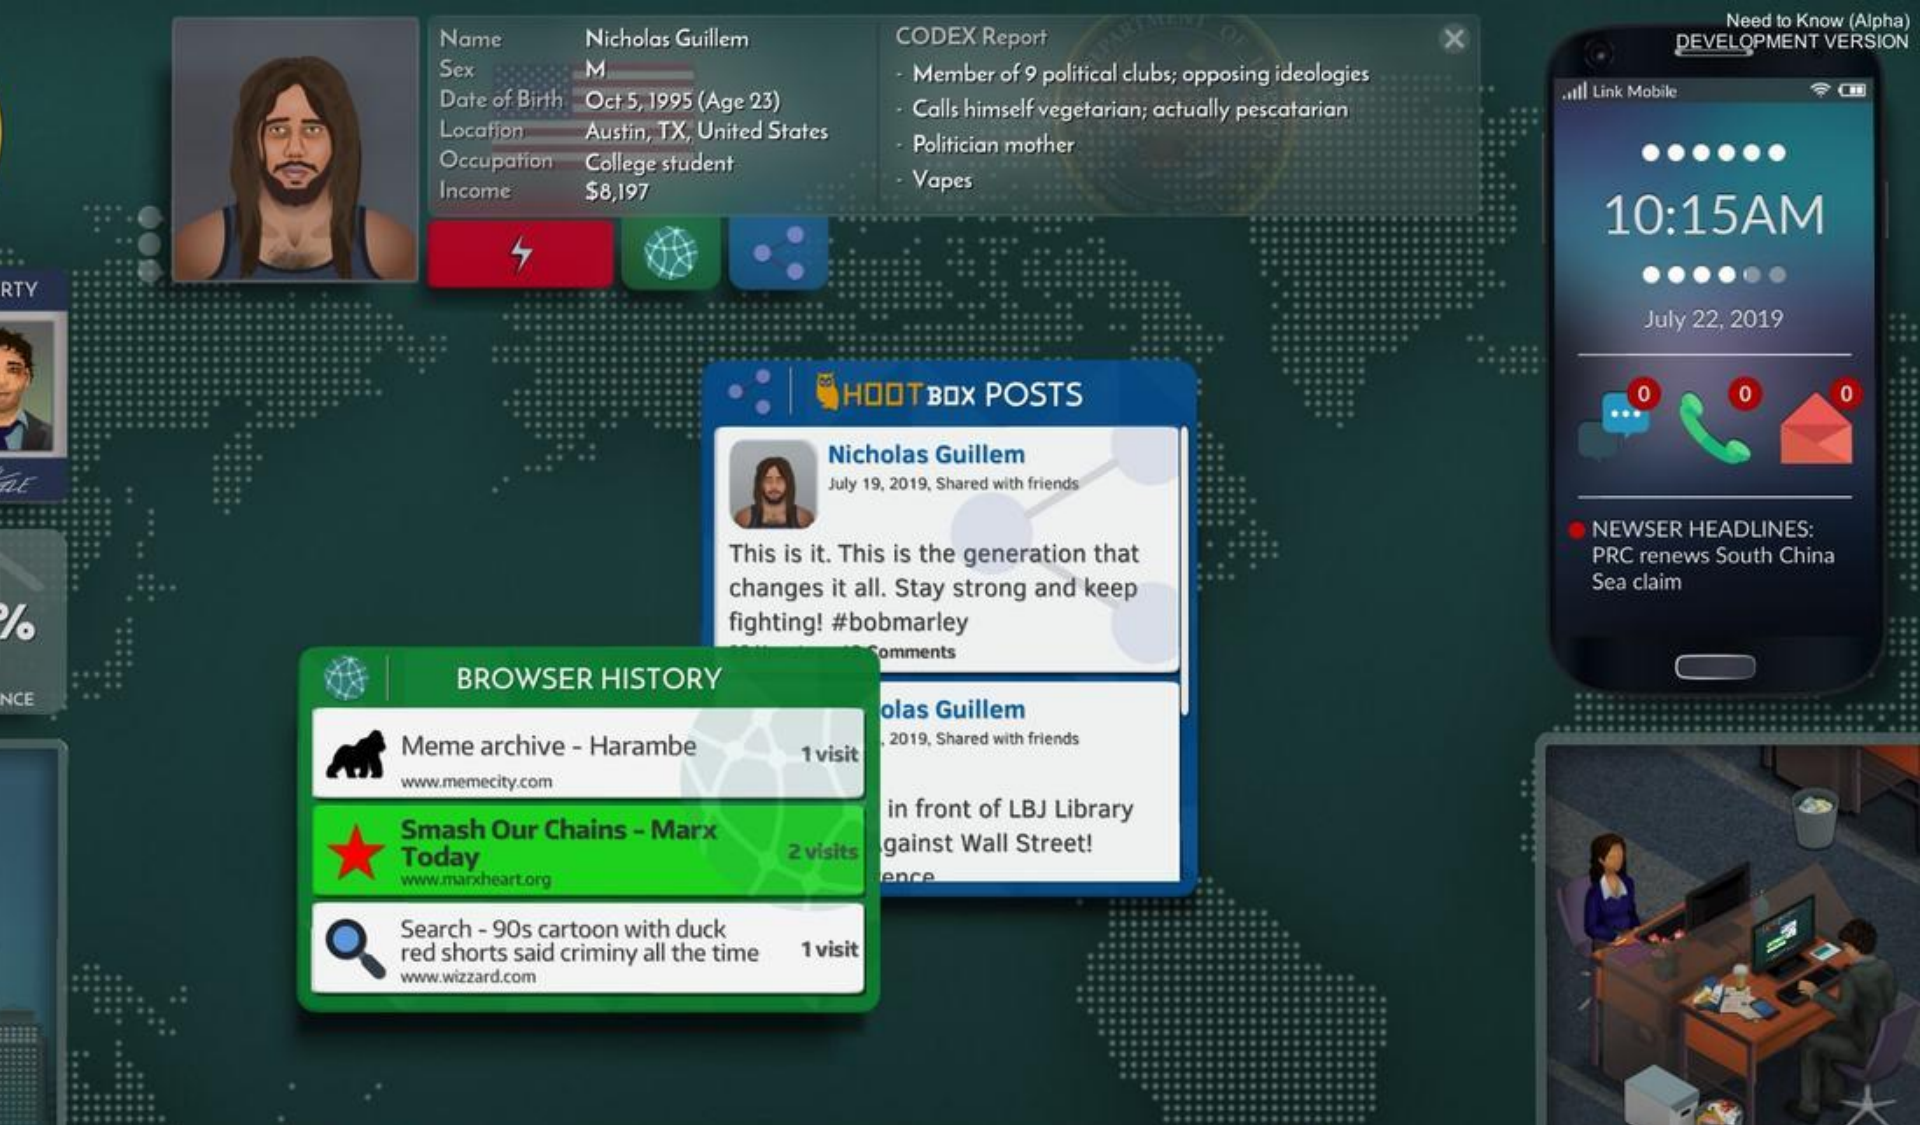 Need to Know (Alpha)
DEVELOPMENT VERSION
Name Nicholas Guillem
Sex M
Date of Birth Oct 5, 1995 (Age 23)
Location Austin, TX, United States
Occupation College student
Income $8,197
CODEX Report
- Member of 9 political clubs; opposing ideologies
- Calls himself vegetarian; actually pescatarian
- Politician mother
- Vapes
Link Mobile
10:15AM
July 22, 2019
0 0 0
NEWSER HEADLINES:
PRC renews South China
Sea claim
RTY
%
NCE
HOOTBOX POSTS
Nicholas Guillem
July 19, 2019, Shared with friends
This is it. This is the generation that
changes it all. Stay strong and keep
fighting! #bobmarley
Comments
olas Guillem
, 2019, Shared with friends
in front of LBJ Library
gainst Wall Street!
ence
BROWSER HISTORY
Meme archive - Harambe
1 visit
www.memecity.com
Smash Our Chains - Marx
Today
2 visits
www.marxheart.org
Search - 90s cartoon with duck
red shorts said criminy all the time
1 visit
www.wizzard.com